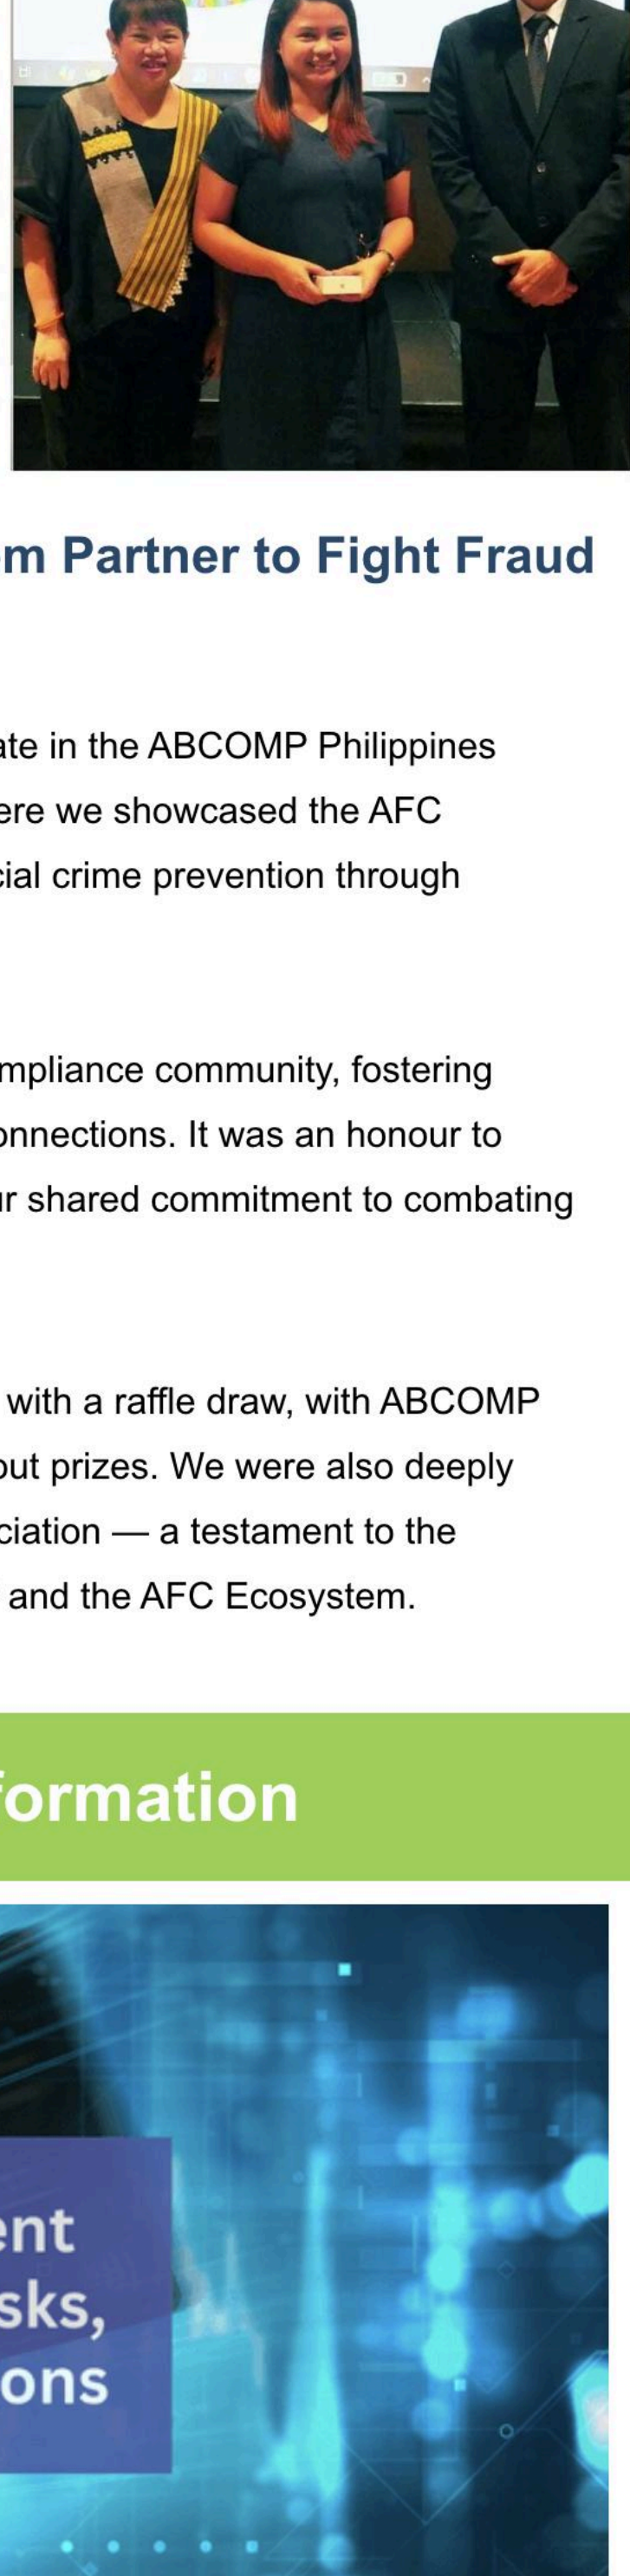 m Partner to Fight Fraud
ate in the ABCOMP Philippines
ere we showcased the AFC
cial crime prevention through
mpliance community, fostering
onnections. It was an honour to
ur shared commitment to combating
with a raffle draw, with ABCOMP
out prizes. We were also deeply
ciation — a testament to the
and the AFC Ecosystem.
formation
ent
sks,
ons